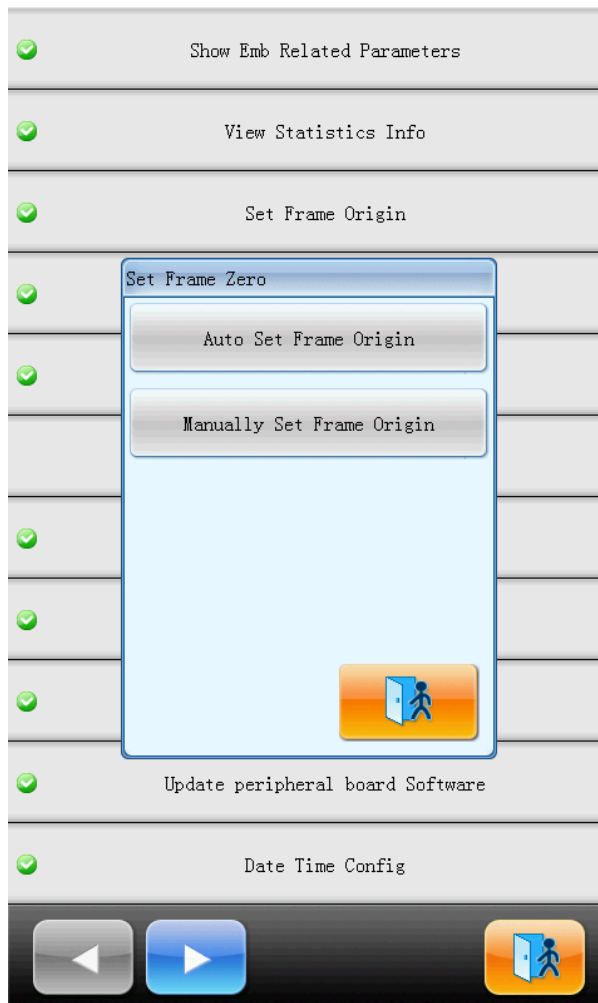 Show Emb Related Parameters
View Statistics Info
Set Frame Origin
Set Frame Zero
Auto Set Frame Origin
Manually Set Frame Origin
Update peripheral board Software
Date Time Config